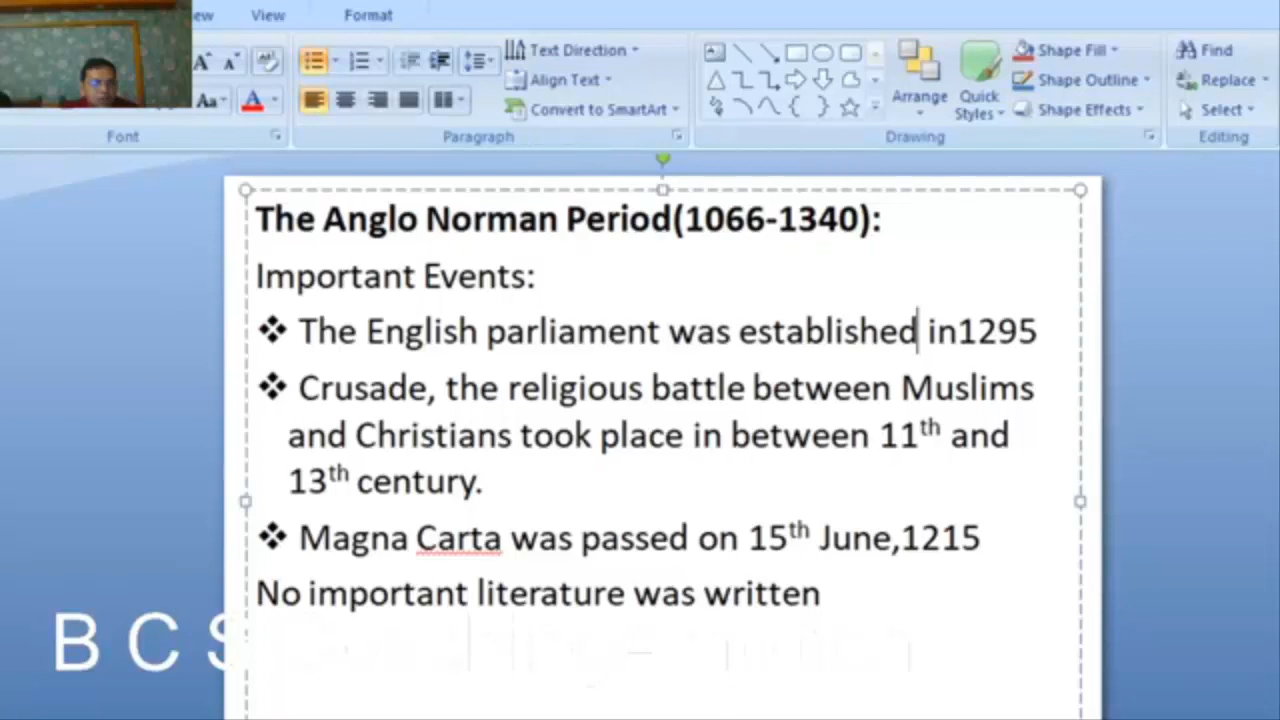 ew View Format
Text Direction
Shape Fill
Find
Align Text
Shape Outline
Replace
Aa A
Convert to SmartArt
Arrange Quick Styles
Shape Effects
Select
Font Paragraph Drawing Editing
The Anglo Norman Period(1066-1340):
Important Events:
❖ The English parliament was established in1295
❖ Crusade, the religious battle between Muslims
and Christians took place in between 11th and
13th century.
❖ Magna Carta was passed on 15th June,1215
No important literature was written
B C S